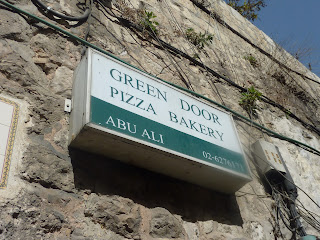 GREEN DOOR
PIZZA BAKERY
ABU ALI